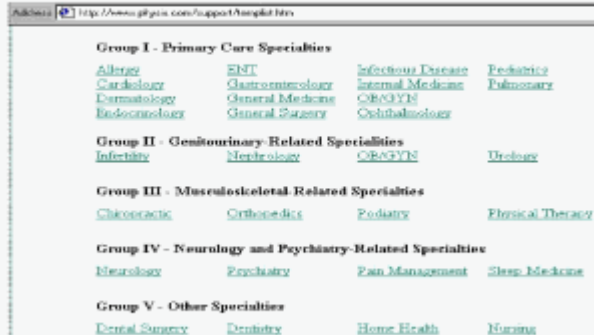 Address http://www.physix.com/support/templist.htm
Group I - Primary Care Specialties
Allergy ENT Infectious Disease Pediatrics
Cardiology Gastroenterology Internal Medicine Pulmonary
Dermatology General Medicine OB/GYN
Endocrinology General Surgery Ophthalmology
Group II - Genitourinary-Related Specialities
Infertility Nephrology OB/GYN Urology
Group III - Musculoskeletal-Related Specialties
Chiropractic Orthopedics Podiatry Physical Therapy
Group IV - Neurology and Psychiatry-Related Specialties
Neurology Psychiatry Pain Management Sleep Medicine
Group V - Other Specialties
Dental Surgery Dentistry Home Health Nursing